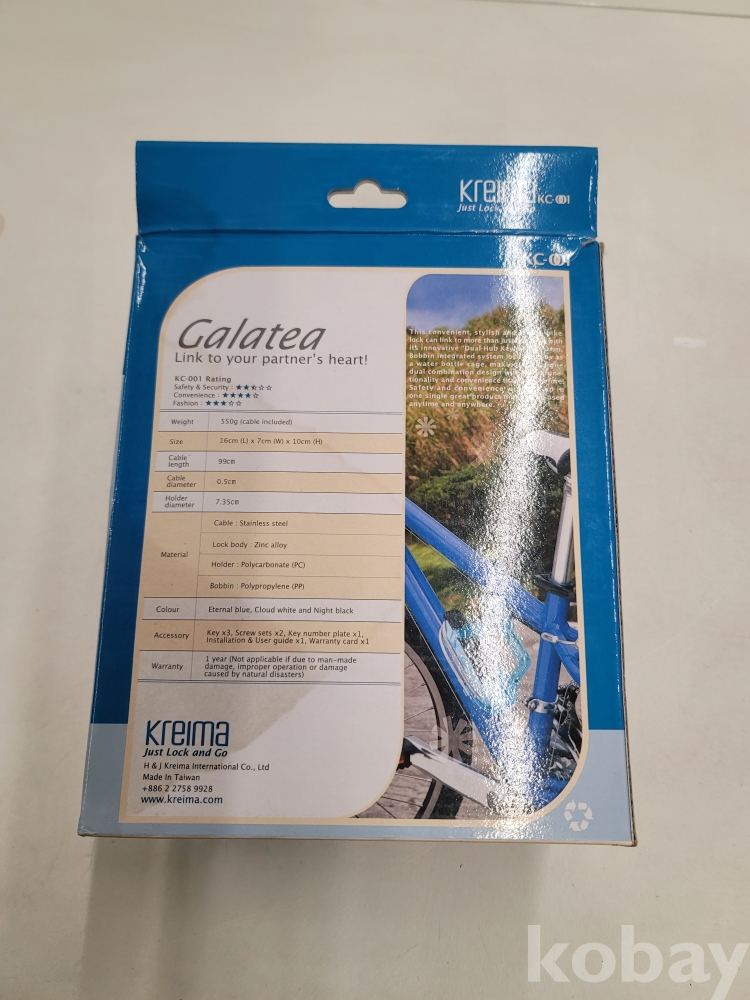 kreima KC-001
Just Lock
KC-001
Galatea
Link to your partner's heart!
KC-001 Rating
Safety & Security : ★★★☆☆
Convenience : ★★★★☆
Fashion : ★★★☆☆
Weight 550g (cable included)
Size 16cm (L) x 7cm (W) x 10cm (H)
Cable length 99cm
Cable diameter 0.5cm
Holder diameter 7.35cm
Material
Cable : Stainless steel
Lock body : Zinc alloy
Holder : Polycarbonate (PC)
Bobbin : Polypropylene (PP)
Colour Eternal blue, Cloud white and Night black
Accessory Key x3, Screw sets x2, Key number plate x1,
Installation & User guide x1, Warranty card x1
Warranty 1 year (Not applicable if due to man-made
damage, improper operation or damage
caused by natural disasters)
This convenient, stylish and
lock can link to more than just
its innovative "Dual Hub
Bobbin integrated system
a water bottle cage,
dual combination design
tionality and convenience
Safety and convenience
one single great product
anytime and anywhere.
kreima
Just Lock and Go
H & J Kreima International Co., Ltd
Made In Taiwan
+886 2 2758 9928
www.kreima.com
kobay